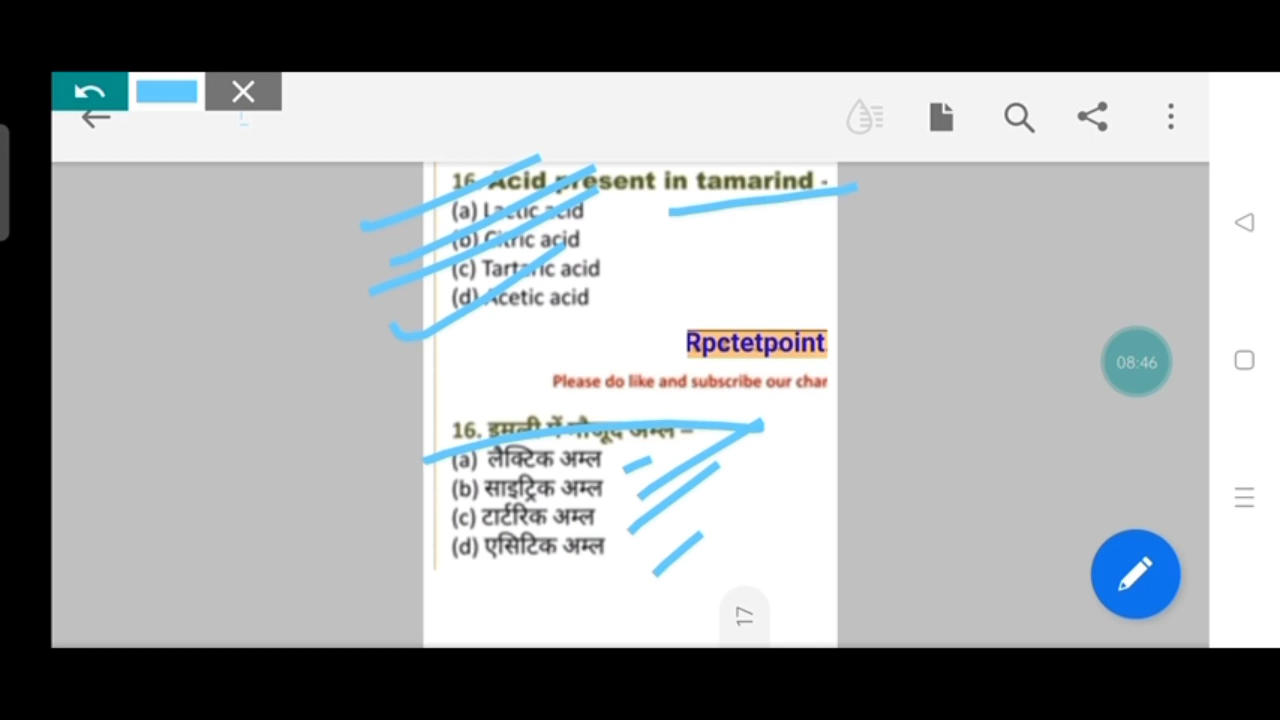 16. Acid present in tamarind -
(a) Lactic acid
(b) Citric acid
(c) Tartaric acid
(d) Acetic acid
Rpctetpoint.
Please do like and subscribe our char
08:46
16. इमली में मौजूद अम्ल –
(a) लैक्टिक अम्ल
(b) साइट्रिक अम्ल
(c) टार्टरिक अम्ल
(d) एसिटिक अम्ल
17